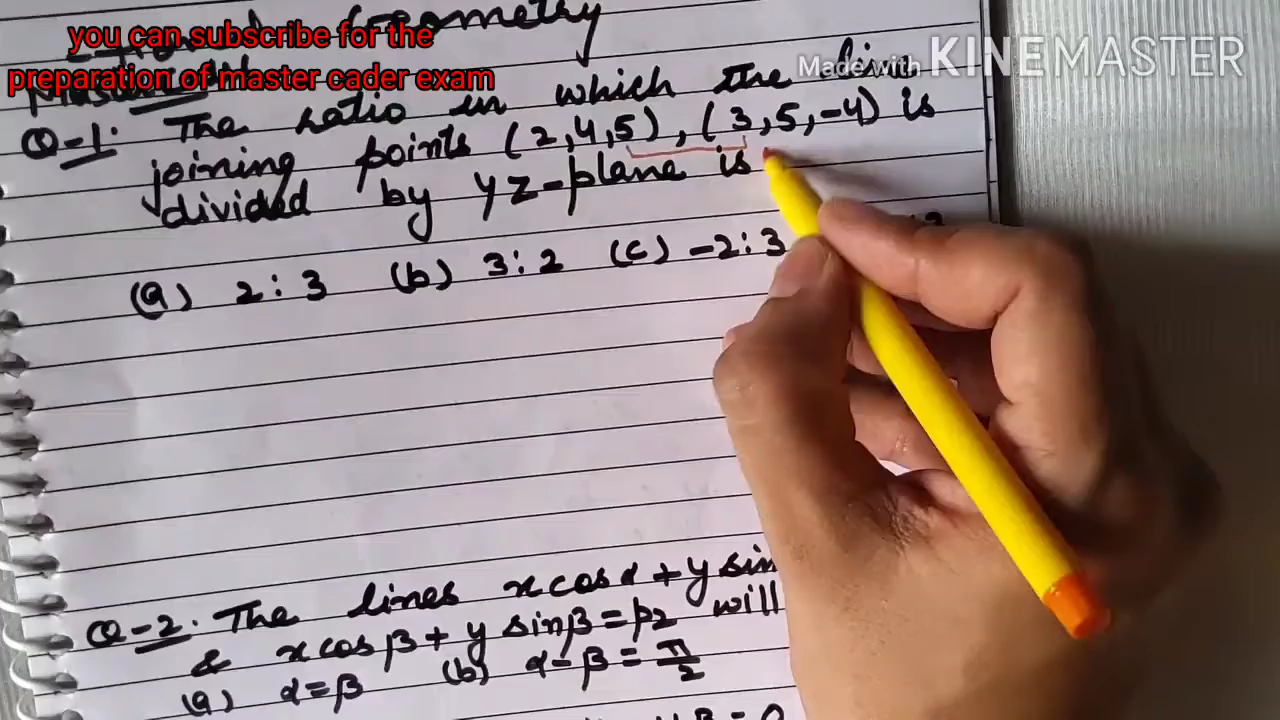 Geometry
you can subscribe for the
preparation of master cader exam
Made with KINEMASTER
Q-1. The ratio in which the line
joining points (2,4,5), (3,5,-4) is
divided by YZ-plane is
(a) 2:3 (b) 3:2 (c) -2:3
Q-2. The lines x cos α + y sin
& x cos β + y sin β = p2 will
(a) α = β (b) α - β = π/2